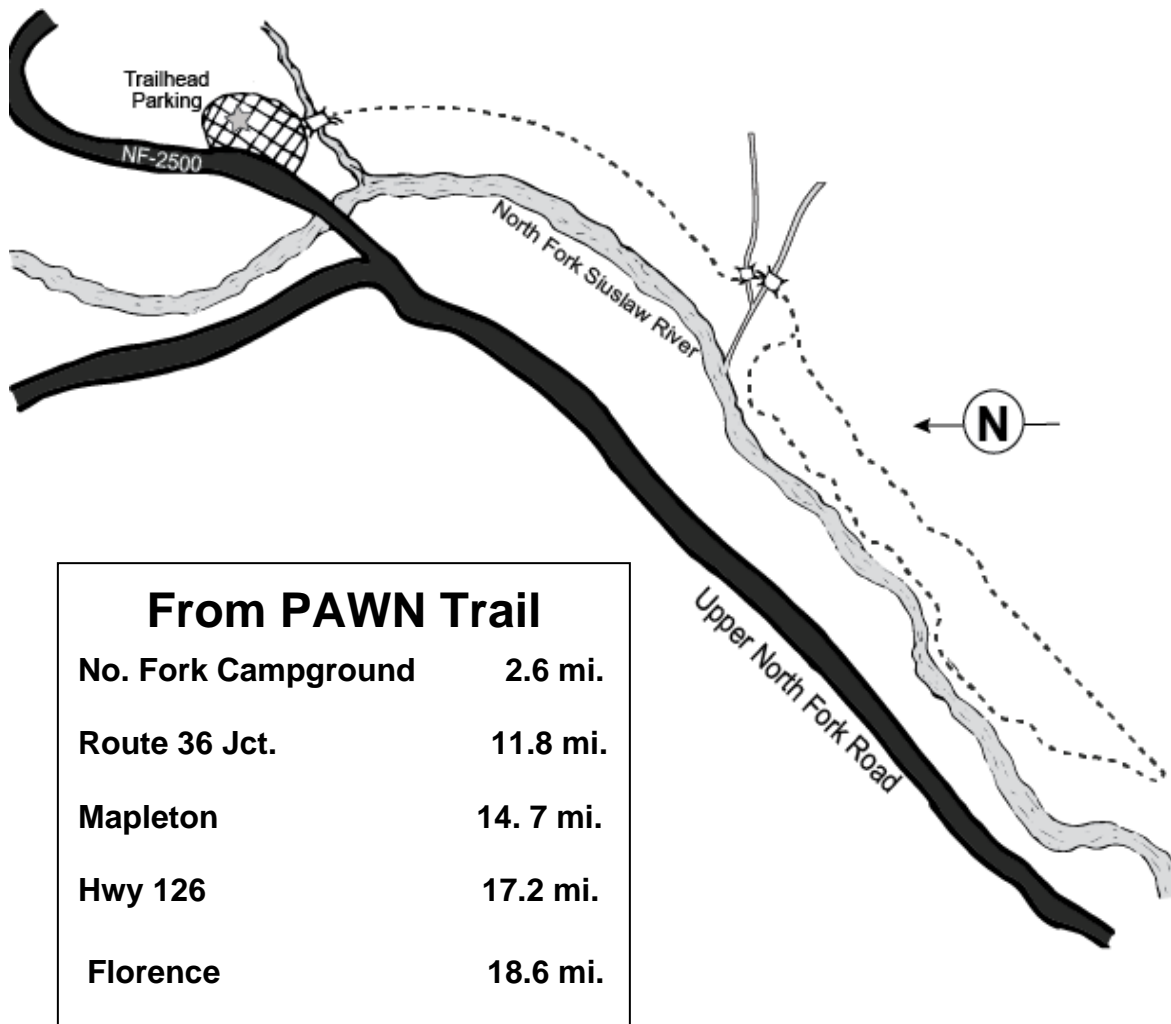 Trailhead
Parking
NF-2500
North Fork Siuslaw River
N
Upper North Fork Road
From PAWN Trail
No. Fork Campground 2.6 mi.
Route 36 Jct. 11.8 mi.
Mapleton 14. 7 mi.
Hwy 126 17.2 mi.
Florence 18.6 mi.